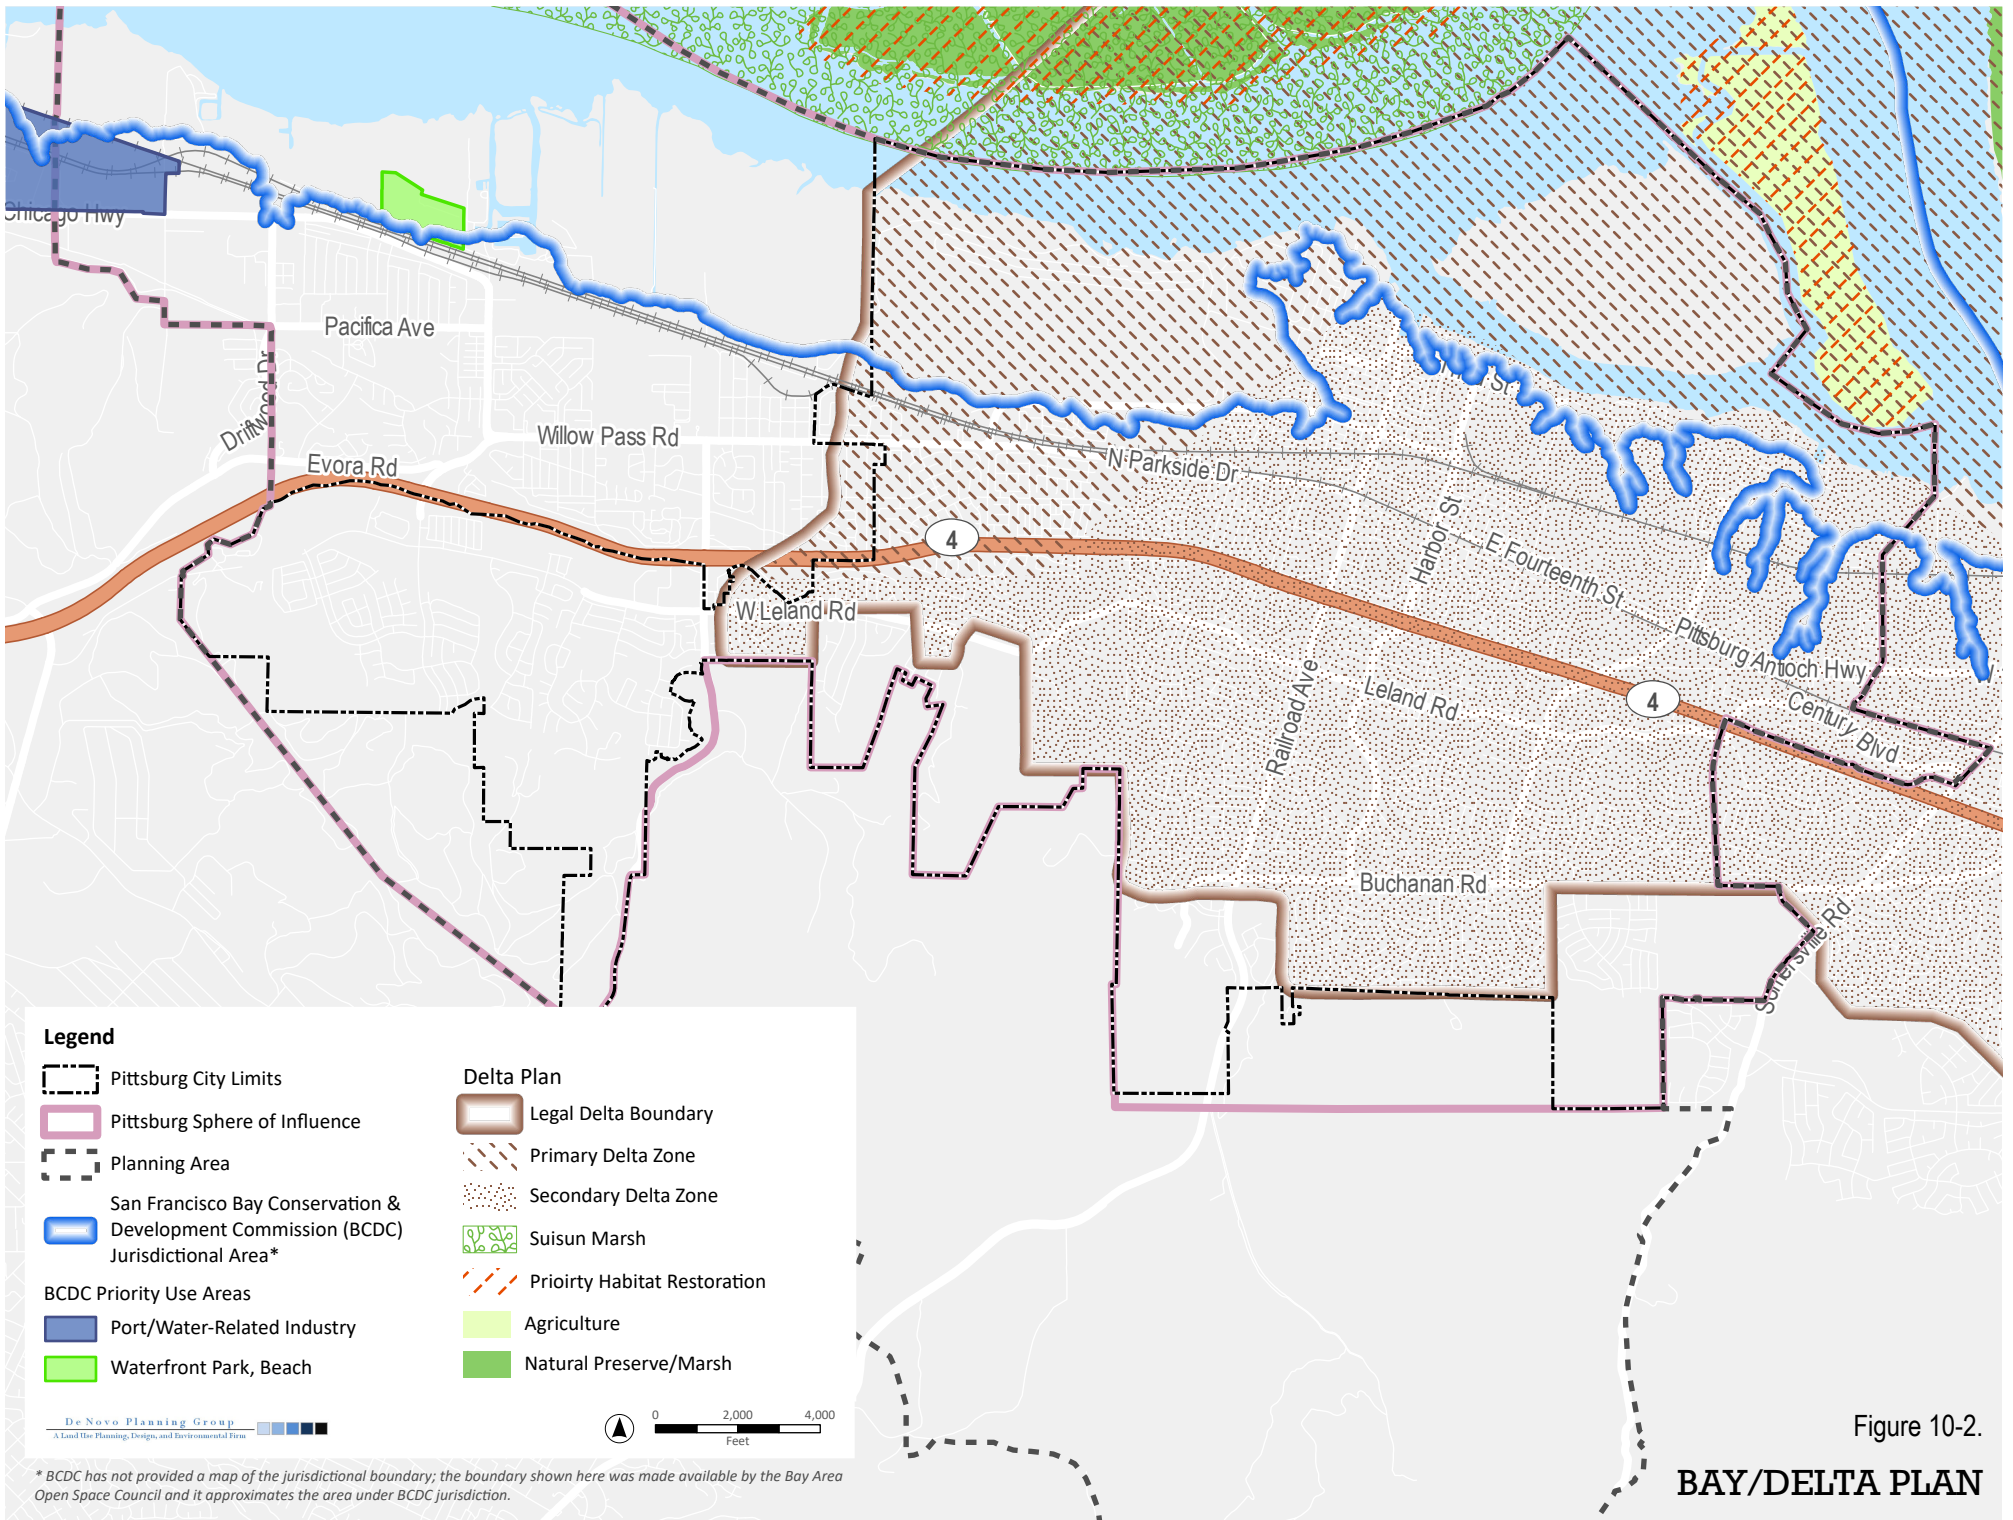 Chicago Hwy
Pacifica Ave
Driftwood Dr
Willow Pass Rd
Evora Rd
N Parkside Dr
4
Harbor St
E Fourteenth St
W Leland Rd
Pittsburg Antioch Hwy
Railroad Ave
Leland Rd
4
Century Blvd
Buchanan Rd
Somersville Rd
Legend
Pittsburg City Limits
Pittsburg Sphere of Influence
Planning Area
San Francisco Bay Conservation &
Development Commission (BCDC)
Jurisdictional Area*
BCDC Priority Use Areas
Port/Water-Related Industry
Waterfront Park, Beach
Delta Plan
Legal Delta Boundary
Primary Delta Zone
Secondary Delta Zone
Suisun Marsh
Prioirty Habitat Restoration
Agriculture
Natural Preserve/Marsh
De Novo Planning Group
A Land Use Planning, Design, and Environmental Firm
0 2,000 4,000
Feet
* BCDC has not provided a map of the jurisdictional boundary; the boundary shown here was made available by the Bay Area
Open Space Council and it approximates the area under BCDC jurisdiction.
Figure 10-2.
BAY/DELTA PLAN